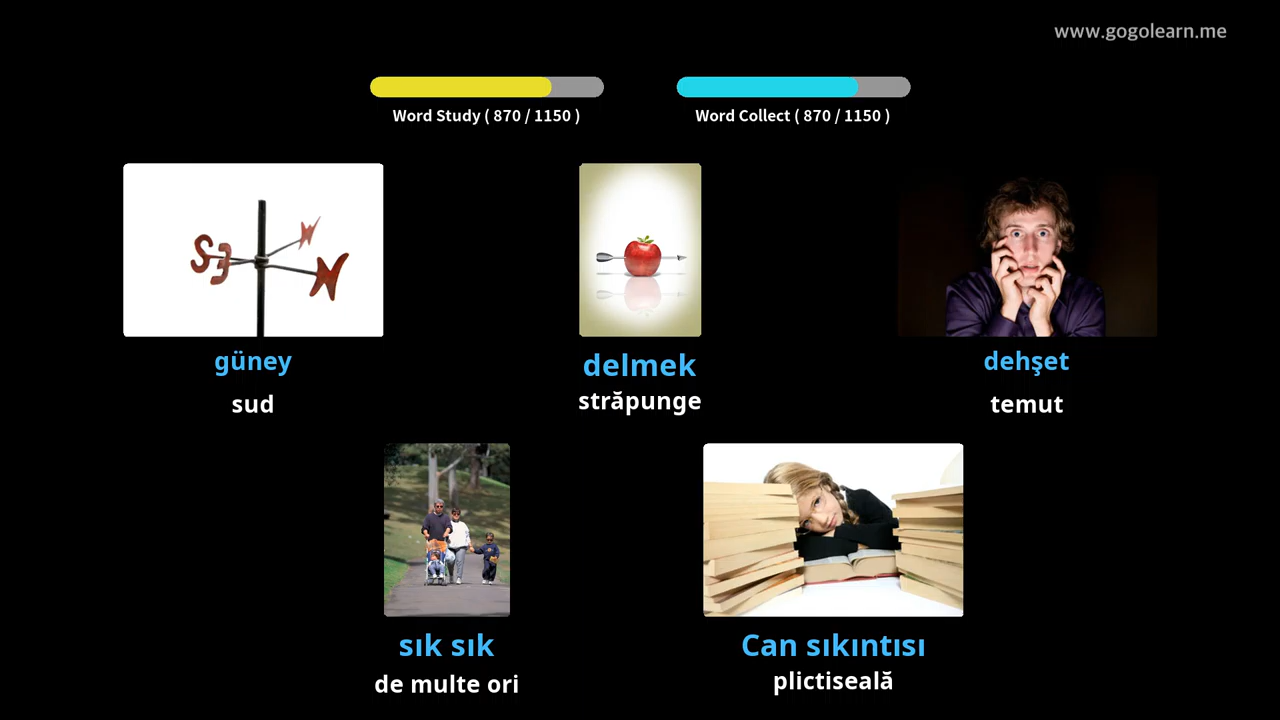 www.gogolearn.me
Word Study ( 870 / 1150 )
Word Collect ( 870 / 1150 )
S E N N
güney
sud
delmek
străpunge
dehşet
temut
sık sık
de multe ori
Can sıkıntısı
plictiseală